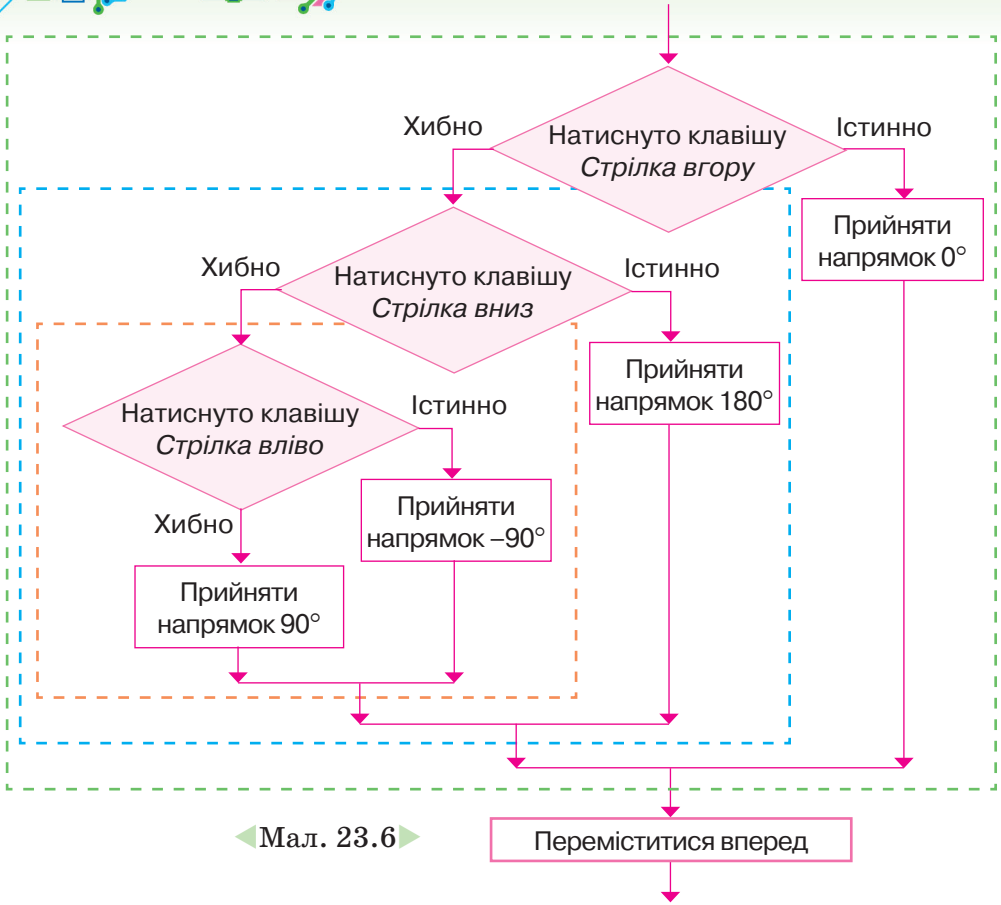 Хибно
Натиснуто клавішу
Стрілка вгору
Істинно
Прийняти
напрямок 0°
Хибно
Натиснуто клавішу
Стрілка вниз
Істинно
Прийняти
напрямок 180°
Натиснуто клавішу
Стрілка вліво
Істинно
Прийняти
напрямок –90°
Хибно
Прийняти
напрямок 90°
Мал. 23.6
Переміститися вперед